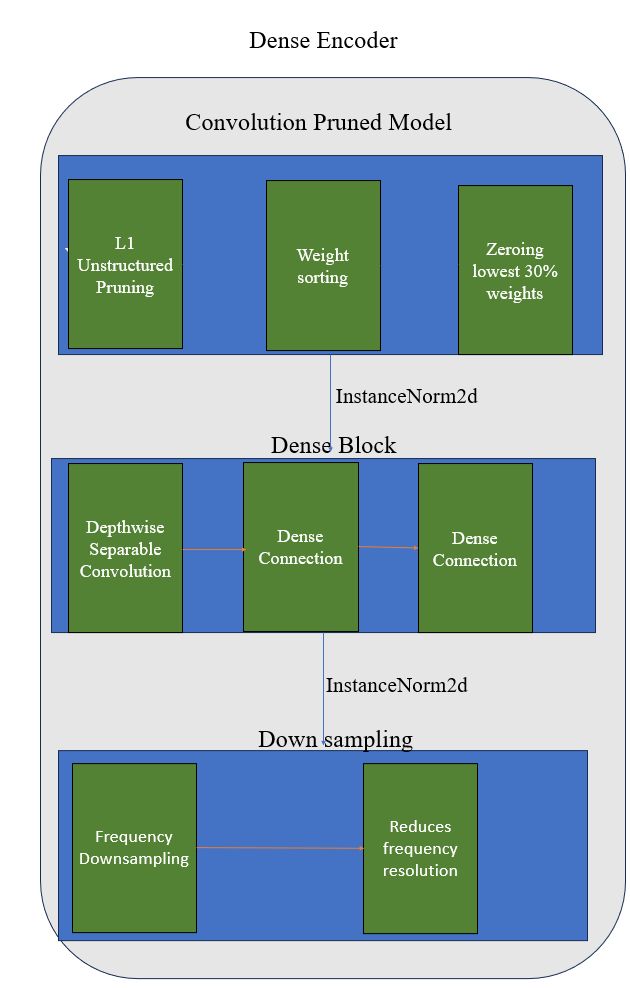 Dense Encoder
Convolution Pruned Model
L1
Unstructured
Pruning
Weight
sorting
Zeroing
lowest 30%
weights
InstanceNorm2d
Dense Block
Depthwise
Separable
Convolution
Dense
Connection
Dense
Connection
InstanceNorm2d
Down sampling
Frequency
Downsampling
Reduces
frequency
resolution